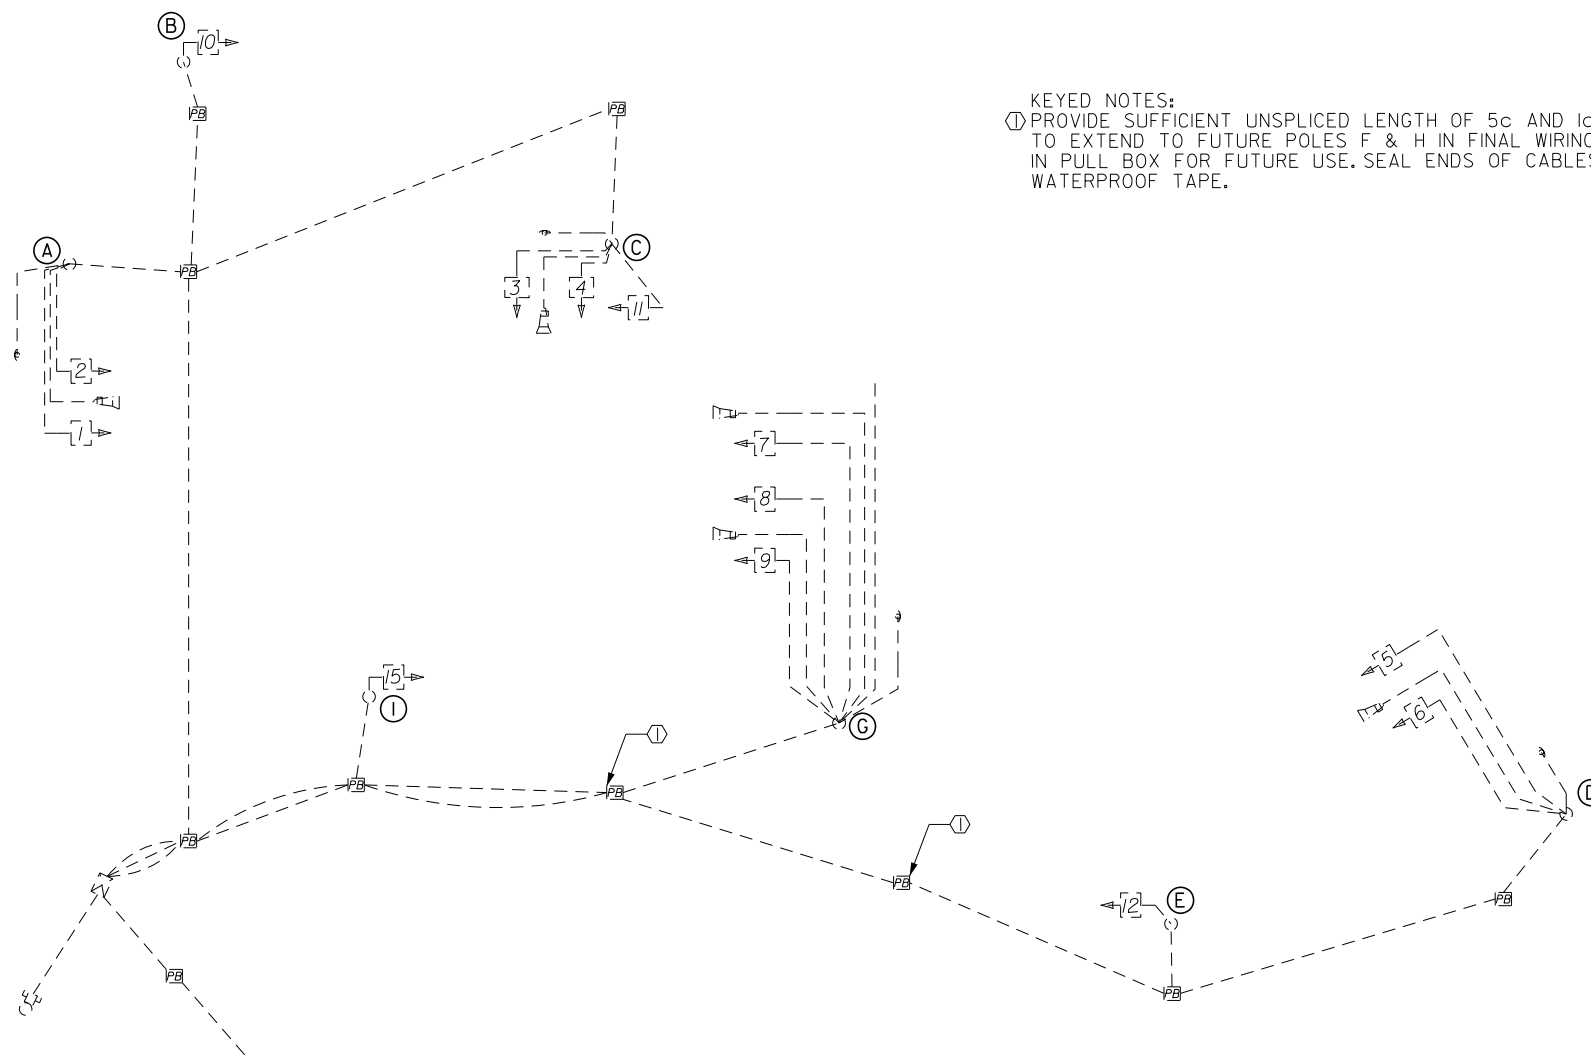 B
10
PB
PB
KEYED NOTES:
1 PROVIDE SUFFICIENT UNSPLICED LENGTH OF 5c AND 1c
TO EXTEND TO FUTURE POLES F & H IN FINAL WIRING
IN PULL BOX FOR FUTURE USE. SEAL ENDS OF CABLES
WATERPROOF TAPE.
A
PB
C
3
4
11
2
1
7
8
9
15
I
G
1
5
6
D
PB
PB
1
PB
PB
12
E
PB
PB
PB